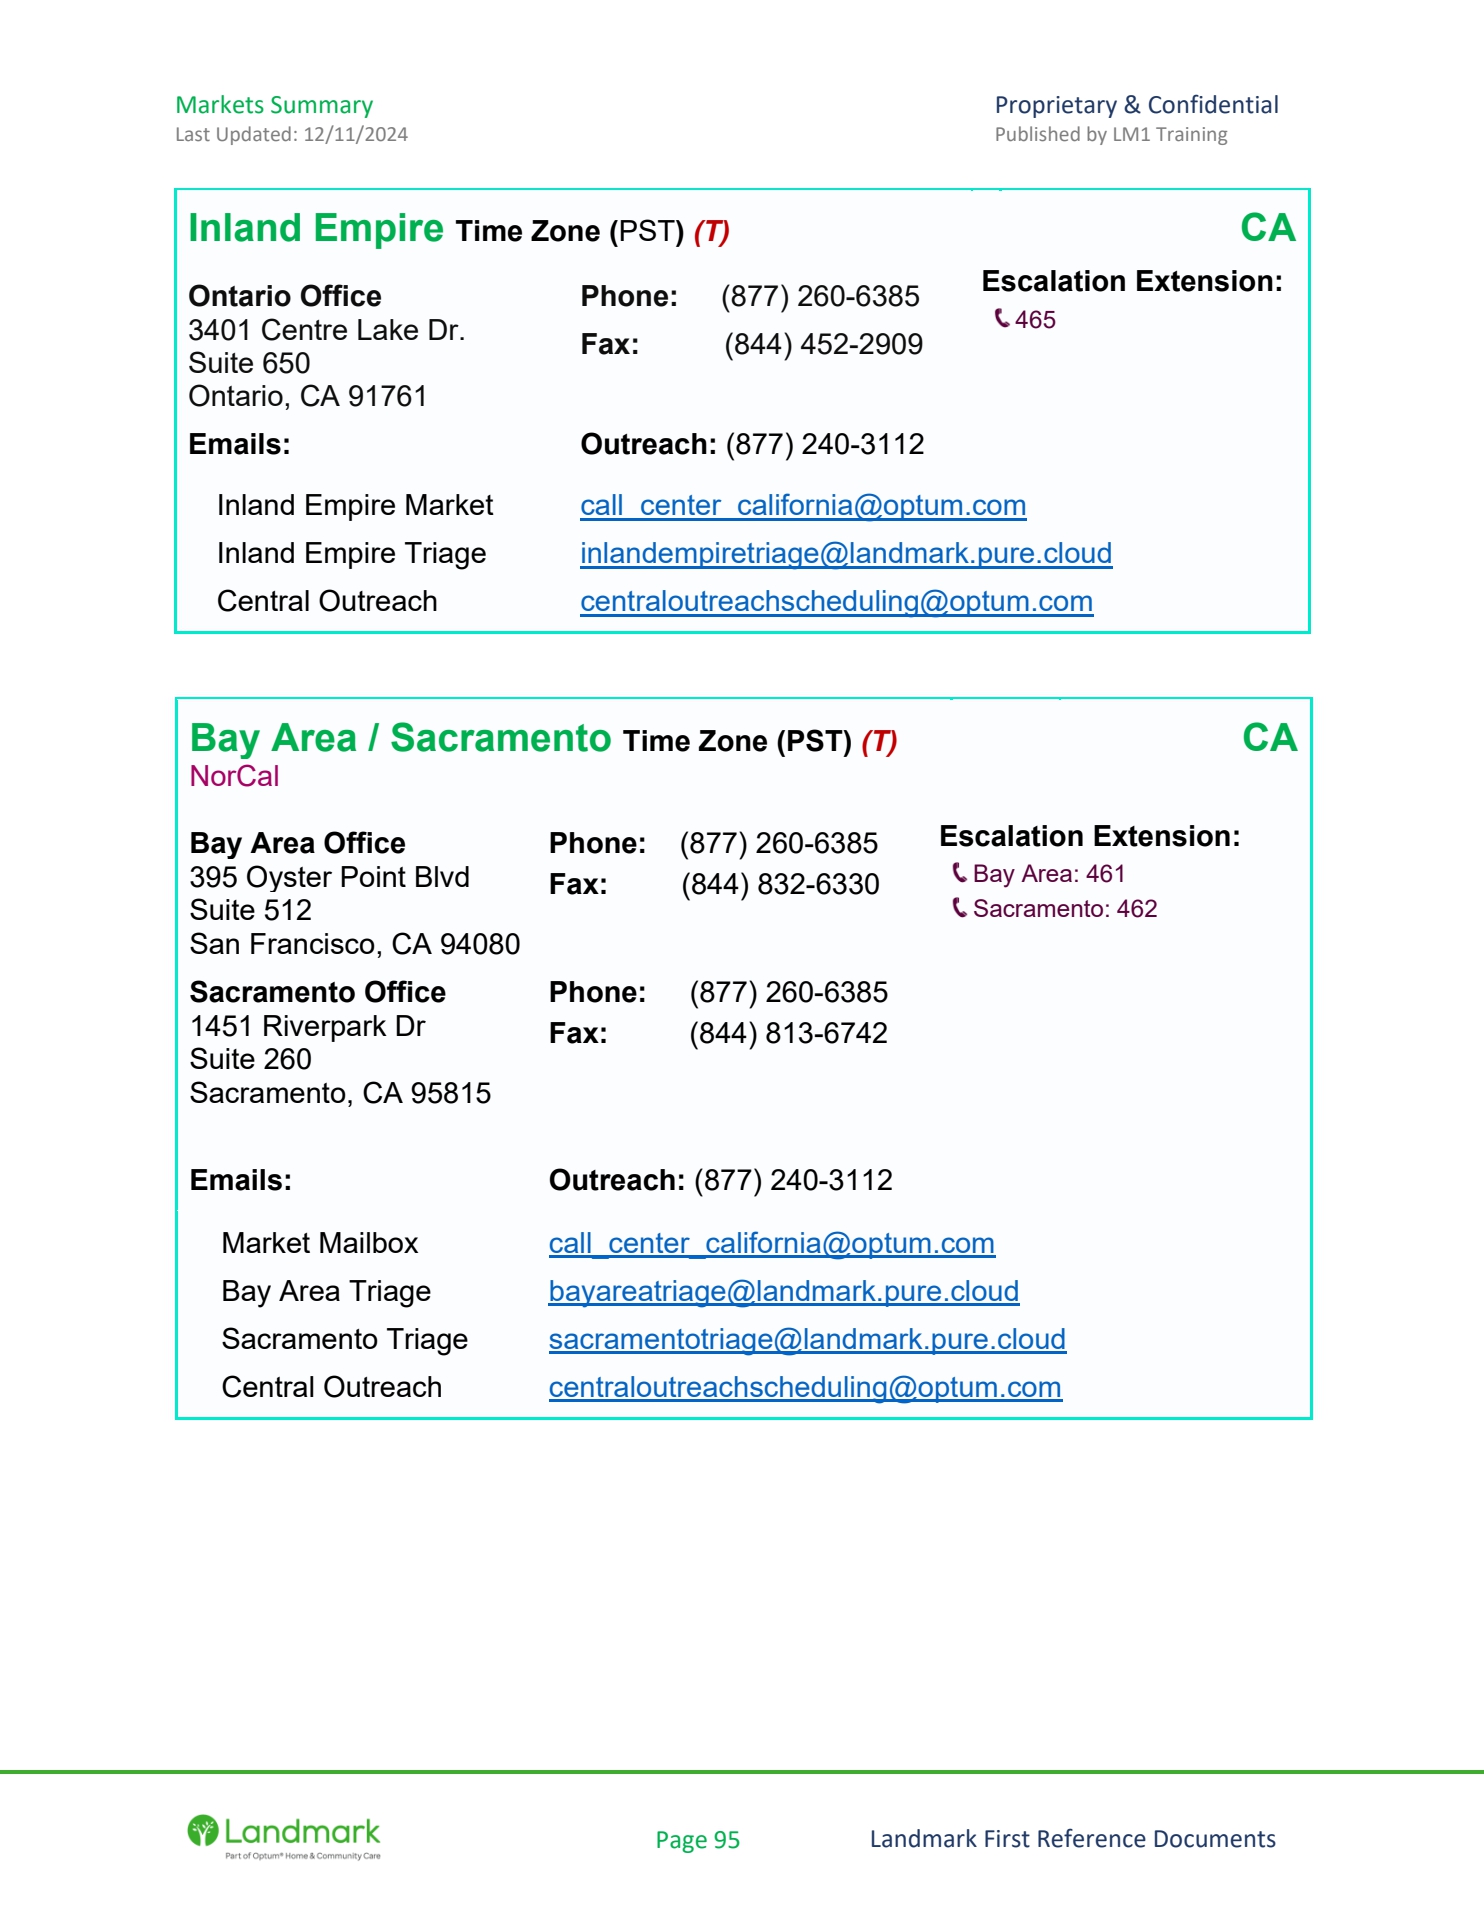 Markets Summary Proprietary & Confidential
Last Updated: 12/11/2024 Published by LM1 Training
Inland Empire Time Zone (PST) (T) CA
Escalation Extension:
Ontario Office Phone: (877) 260-6385
465
3401 Centre Lake Dr.
Fax: (844) 452-2909
Suite 650
Ontario, CA 91761
Emails: Outreach: (877) 240-3112
Inland Empire Market call_center_california@optum.com
Inland Empire Triage inlandempiretriage@landmark.pure.cloud
Central Outreach centraloutreachscheduling@optum.com
Bay Area / Sacramento Time Zone (PST) (T) CA
NorCal
Bay Area Office Phone: (877) 260-6385 Escalation Extension:
395 Oyster Point Blvd Fax: (844) 832-6330 Bay Area: 461
Suite 512 Sacramento: 462
San Francisco, CA 94080
Sacramento Office Phone: (877) 260-6385
1451 Riverpark Dr Fax: (844) 813-6742
Suite 260
Sacramento, CA 95815
Emails: Outreach: (877) 240-3112
Market Mailbox call_center_california@optum.com
Bay Area Triage bayareatriage@landmark.pure.cloud
Sacramento Triage sacramentotriage@landmark.pure.cloud
Central Outreach centraloutreachscheduling@optum.com
Landmark
Part of Optum® Home & Community Care
Page 95 Landmark First Reference Documents